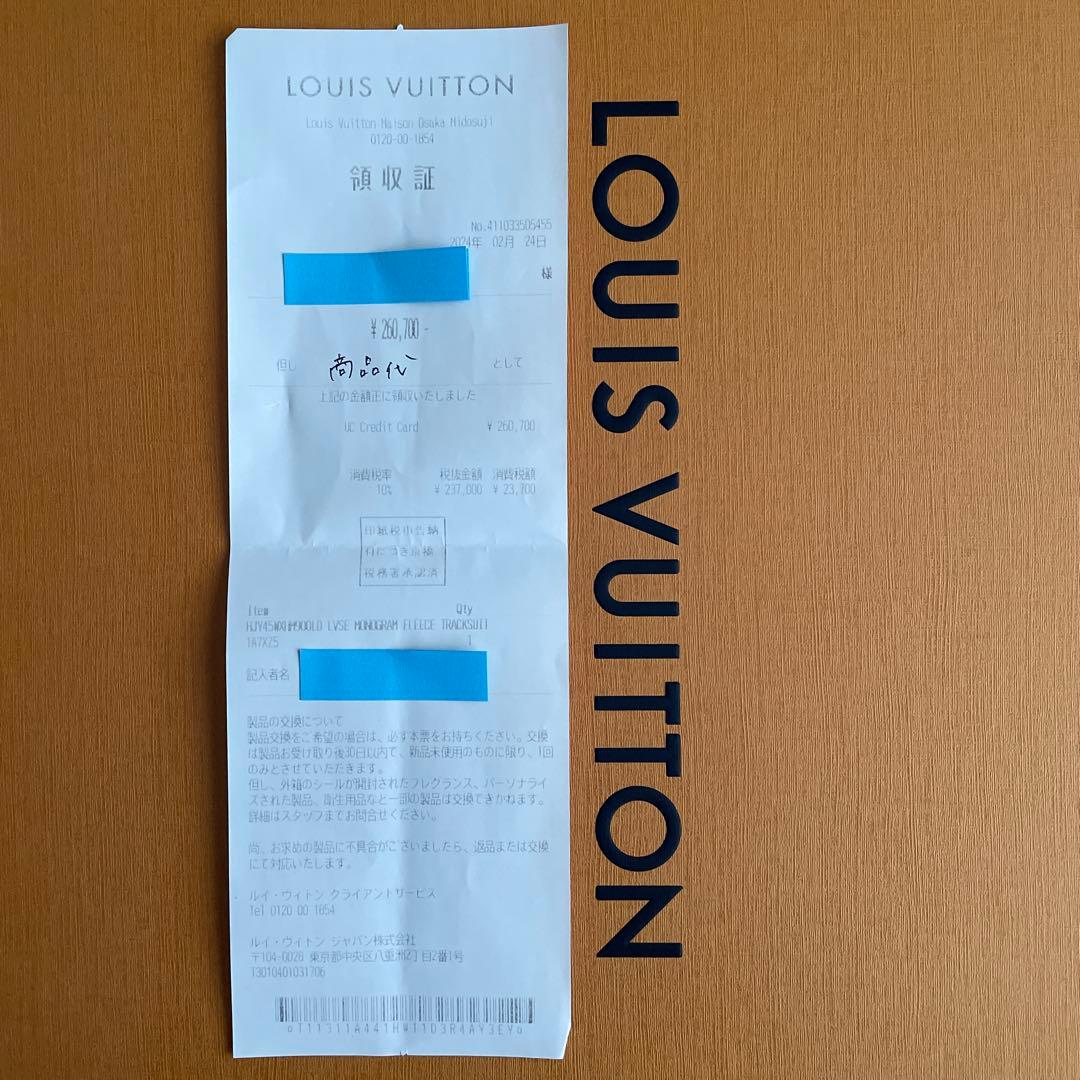 LOUIS VUITTON
Louis Vuitton Maison Osaka Midosuji
0120-00-1854
領収証
No.411033505455
2024年 02月 24日
様
¥ 260,700 -
但し 商品代 として
上記の金額正に領収いたしました
UC Credit Card ¥ 260,700
消費税率 税抜金額 消費税額
10% ¥ 237,000 ¥ 23,700
印紙税申告納
付につき京橋
税務署承認済
Item Qty
LVSE MONOGRAM FLEECE TRACKSUIT
1A7XZ5 1
記入者名
製品の交換について
製品交換をご希望の場合は、必ず本票をお持ちください。交換
は製品お受け取り後30日以内で、新品未使用のものに限り、1回
のみとさせていただきます。
但し、外箱のシールが開封されたフレグランス、パーソナライ
ズされた製品、衛生用品など一部の製品は交換できかねます。
詳細はスタッフまでお問合せください。
尚、お求めの製品に不具合がございましたら、返品または交換
にて対応いたします。
ルイ・ヴィトン クライアントサービス
Tel 0120 00 1854
ルイ・ヴィトン ジャパン株式会社
〒104-0028 東京都中央区八重洲2丁目2番1号
T3010401031706
LOUIS VUITTON